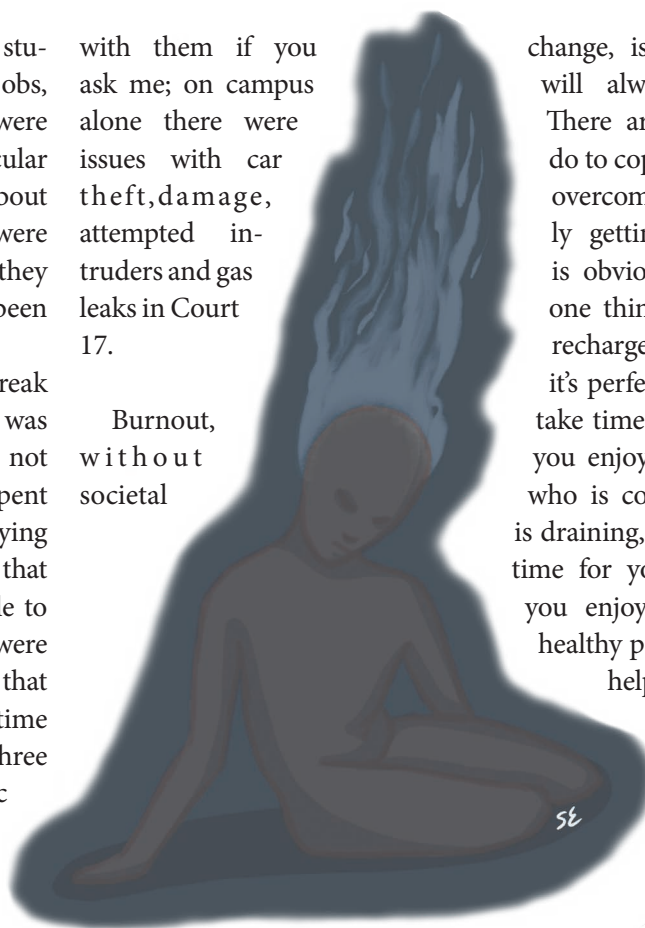 stu-
obs,
were
cular
bout
were
they
been
reak
was
not
pent
ying
that
le to
were
that
time
hree
c
with them if you
ask me; on campus
alone there were
issues with car
theft, damage,
attempted in-
truders and gas
leaks in Court
17.
Burnout,
without
societal
change, is
will alw
There ar
do to cop
overcom
ly gettin
is obvio
one thin
recharge
it's perfe
take time
you enjoy
who is co
is draining,
time for yo
you enjoy
healthy p
help
SE